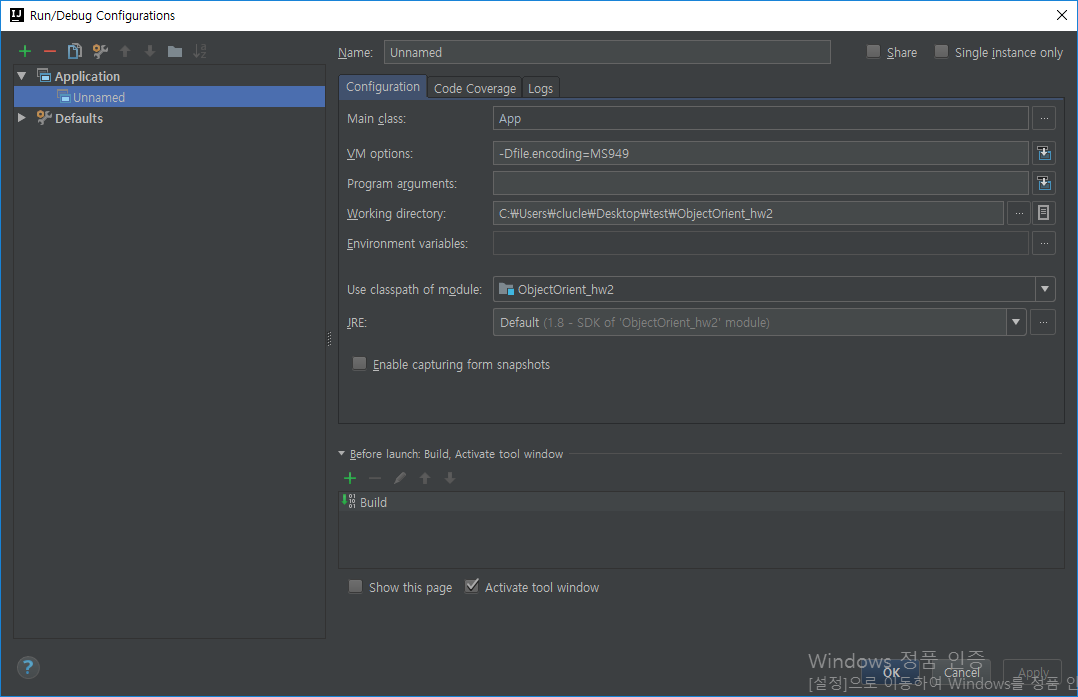 Run/Debug Configurations
Application
Unnamed
Defaults
Name: Unnamed
Share
Single instance only
Configuration
Code Coverage
Logs
Main class: App
VM options: -Dfile.encoding=MS949
Program arguments:
Working directory: C:₩Users₩clucle₩Desktop₩test₩ObjectOrient_hw2
Environment variables:
Use classpath of module: ObjectOrient_hw2
JRE: Default (1.8 - SDK of 'ObjectOrient_hw2' module)
Enable capturing form snapshots
Before launch: Build, Activate tool window
Build
Show this page
Activate tool window
?
OK
Cancel
Apply
Windows 정품 인증
[설정]으로 이동하여 Windows를 정품 인